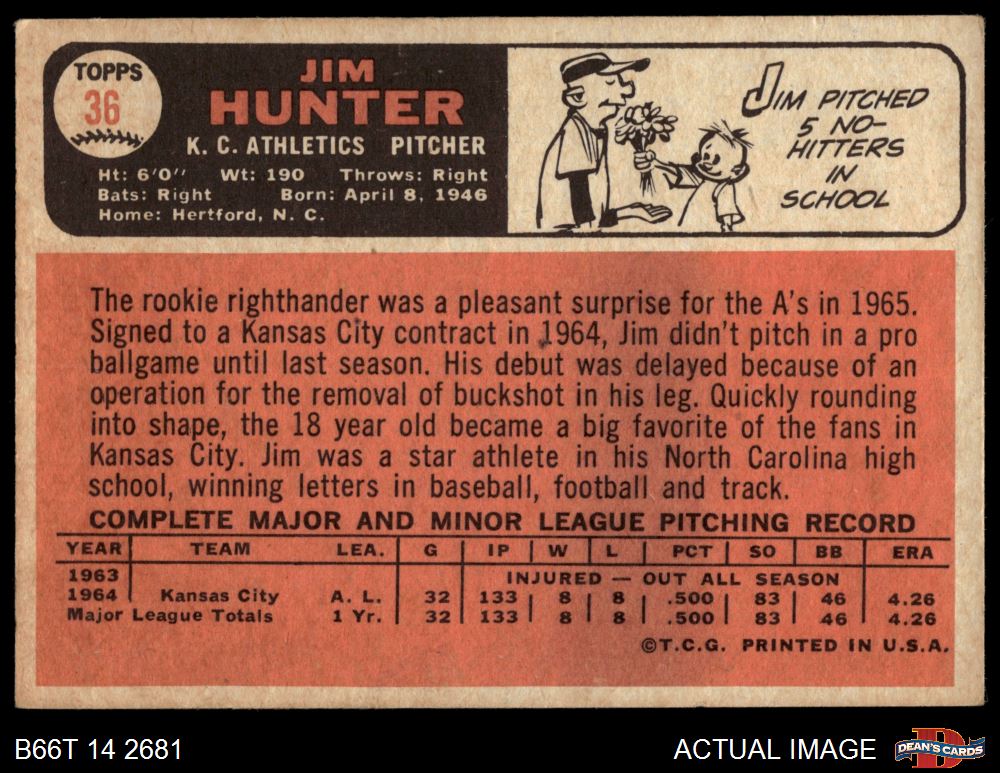 TOPPS
36
JIM
HUNTER
K. C. ATHLETICS PITCHER
Ht: 6'0" Wt: 190 Throws: Right
Bats: Right Born: April 8, 1946
Home: Hertford, N. C.
JIM PITCHED
5 NO-
HITTERS
IN
SCHOOL
The rookie righthander was a pleasant surprise for the A's in 1965.
Signed to a Kansas City contract in 1964, Jim didn't pitch in a pro
ballgame until last season. His debut was delayed because of an
operation for the removal of buckshot in his leg. Quickly rounding
into shape, the 18 year old became a big favorite of the fans in
Kansas City. Jim was a star athlete in his North Carolina high
school, winning letters in baseball, football and track.
COMPLETE MAJOR AND MINOR LEAGUE PITCHING RECORD
YEAR TEAM LEA. G IP W L PCT SO BB ERA
1963 INJURED — OUT ALL SEASON
1964 Kansas City A. L. 32 133 8 8 .500 83 46 4.26
Major League Totals 1 Yr. 32 133 8 8 .500 83 46 4.26
©T.C.G. PRINTED IN U.S.A.
B66T 14 2681
ACTUAL IMAGE
D
DEAN'S CARDS